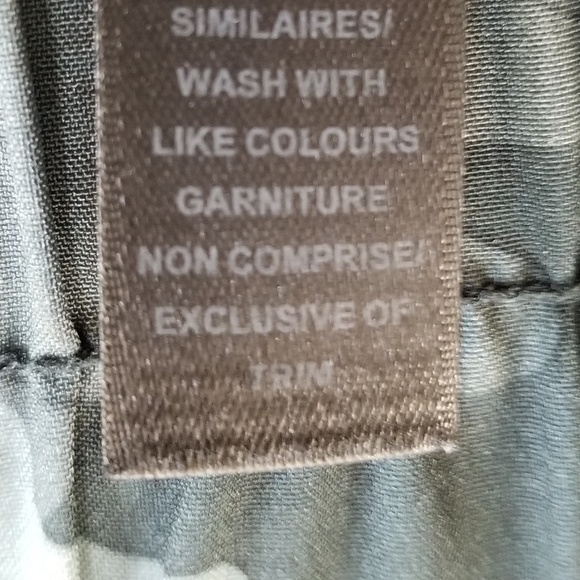 SIMILAIRES/
WASH WITH
LIKE COLOURS
GARNITURE
NON COMPRISE/
EXCLUSIVE OF
TRIM